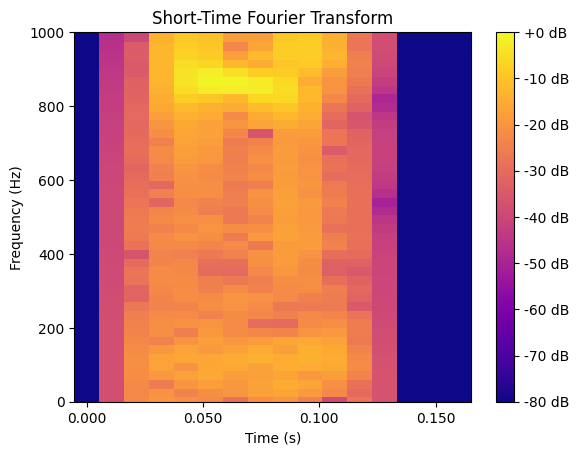 Short-Time Fourier Transform
Frequency (Hz)
1000
800
600
400
200
0
0.000
0.050
0.100
0.150
Time (s)
+0 dB
-10 dB
-20 dB
-30 dB
-40 dB
-50 dB
-60 dB
-70 dB
-80 dB